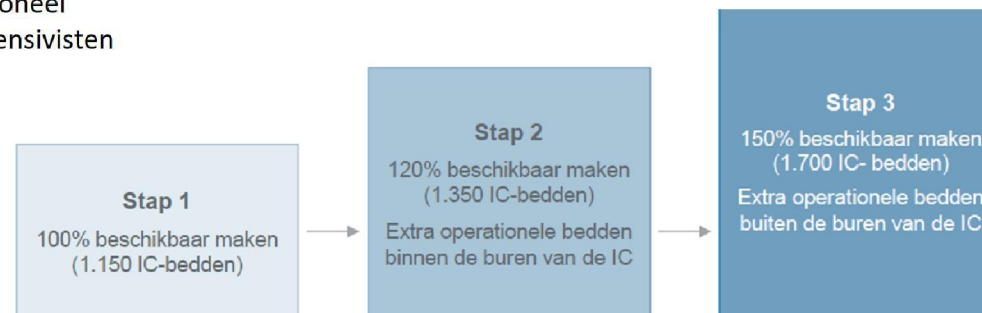 ensivisten
Stap 1
100% beschikbaar maken
(1.150 IC-bedden)
Stap 2
120% beschikbaar maken
(1.350 IC-bedden)
Extra operationele bedden
binnen de buren van de IC
Stap 3
150% beschikbaar maken
(1.700 IC- bedden)
Extra operationele bedden
buiten de buren van de IC